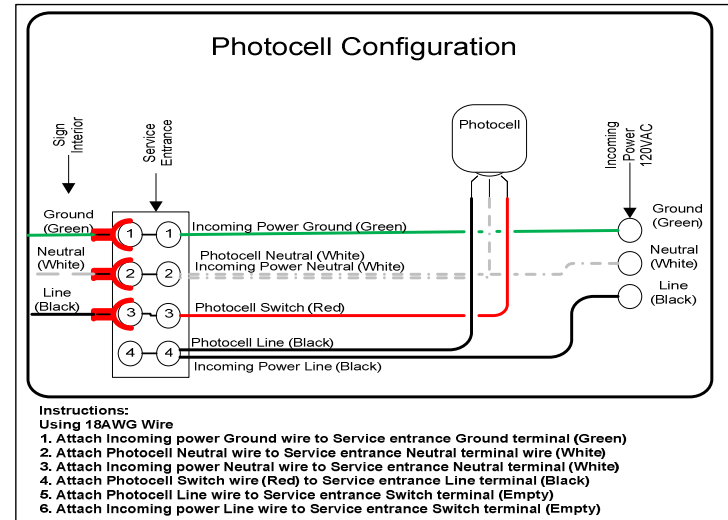 Photocell Configuration
Sign Interior
Service Entrance
Photocell
Incoming Power 120VAC
Ground (Green)
1 1
Incoming Power Ground (Green)
Ground (Green)
Neutral (White)
2 2
Photocell Neutral (White)
Incoming Power Neutral (White)
Neutral (White)
Line (Black)
3 3
Photocell Switch (Red)
Line (Black)
4 4
Photocell Line (Black)
Incoming Power Line (Black)
Instructions:
Using 18AWG Wire
1. Attach Incoming power Ground wire to Service entrance Ground terminal (Green)
2. Attach Photocell Neutral wire to Service entrance Neutral terminal wire (White)
3. Attach Incoming power Neutral wire to Service entrance Neutral terminal (White)
4. Attach Photocell Switch wire (Red) to Service entrance Line terminal (Black)
5. Attach Photocell Line wire to Service entrance Switch terminal (Empty)
6. Attach Incoming power Line wire to Service entrance Switch terminal (Empty)